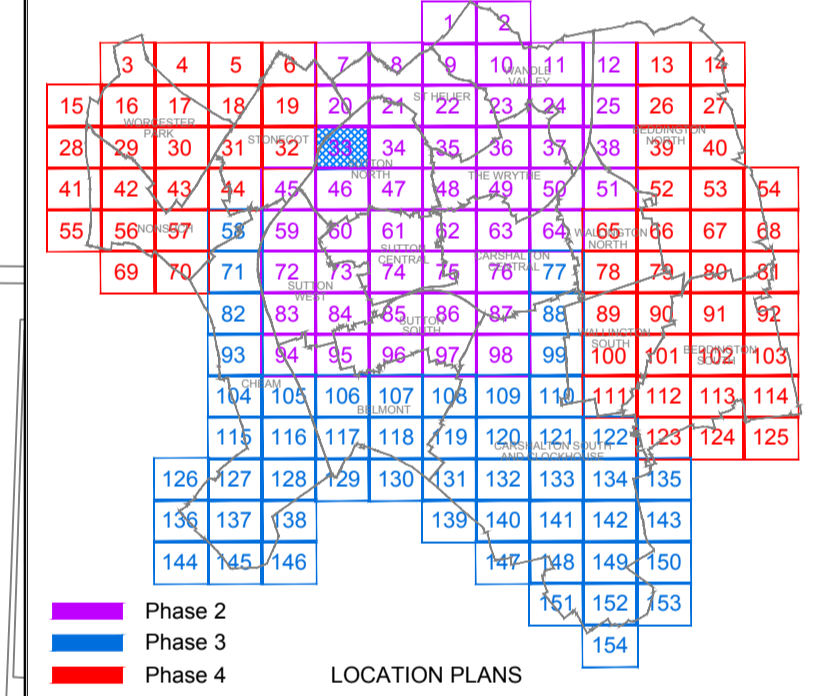 1 2
3 4 5 6 7 8 9 10 11 12 13 14
WANDLE
VALLEY
15 16 17 18 19 20 21 22 23 24 25 26 27
ST HELIER
WORCESTER
PARK
STONECOT
BEDDINGTON
NORTH
28 29 30 31 32 33 34 35 36 37 38 39 40
NORTH
THE WRYTHE
41 42 43 44 45 46 47 48 49 50 51 52 53 54
55 56 57 58 59 60 61 62 63 64 65 66 67 68
NONSUCH
SUTTON
CENTRAL
CARSHALTON
CENTRAL
WALLINGTON
NORTH
69 70 71 72 73 74 75 76 77 78 79 80 81
SUTTON
WEST
82 83 84 85 86 87 88 89 90 91 92
SUTTON
SOUTH
WALLINGTON
SOUTH
93 94 95 96 97 98 99 100 101 102 103
BEDDINGTON
SOUTH
CHEAM
104 105 106 107 108 109 110 111 112 113 114
BELMONT
115 116 117 118 119 120 121 122 123 124 125
CARSHALTON SOUTH
AND CLOCKHOUSE
126 127 128 129 130 131 132 133 134 135
136 137 138 139 140 141 142 143
144 145 146 147 148 149 150
151 152 153
154
Phase 2
Phase 3
Phase 4
LOCATION PLANS